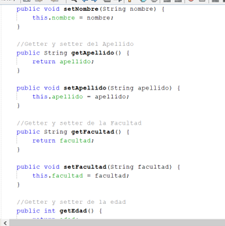 public void setNombre(String nombre) {
this.nombre = nombre;
}
//Getter y setter del Apellido
public String getApellido() {
return apellido;
}
public void setApellido(String apellido) {
this.apellido = apellido;
}
//Getter y setter de la Facultad
public String getFacultad() {
return facultad;
}
public void setFacultad(String facultad) {
this.facultad = facultad;
}
//Getter y setter de la edad
public int getEdad() {